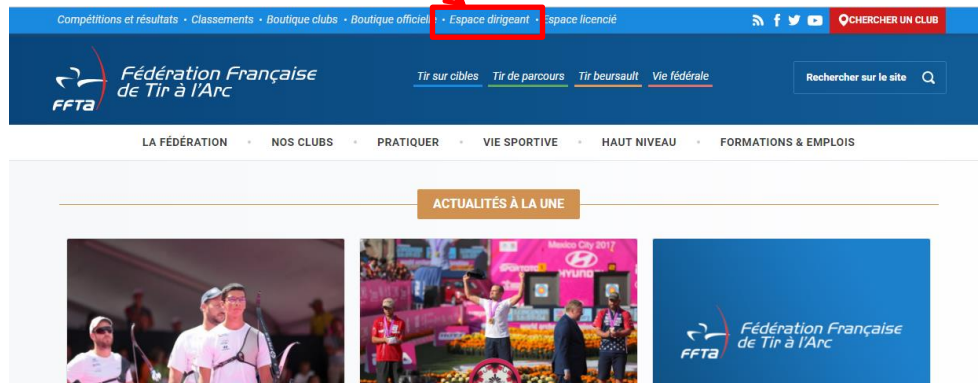 Compétitions et résultats • Classements • Boutique clubs • Boutique officielle • Espace dirigeant • Espace licencié
CHERCHER UN CLUB
Fédération Française
de Tir à l'Arc
FFTa
Tir sur cibles Tir de parcours Tir beursault Vie fédérale
Rechercher sur le site
LA FÉDÉRATION • NOS CLUBS • PRATIQUER • VIE SPORTIVE • HAUT NIVEAU • FORMATIONS & EMPLOIS
ACTUALITÉS À LA UNE
Mexico City 2017
HYUNDAI
Fédération Française
de Tir à l'Arc
FFTa